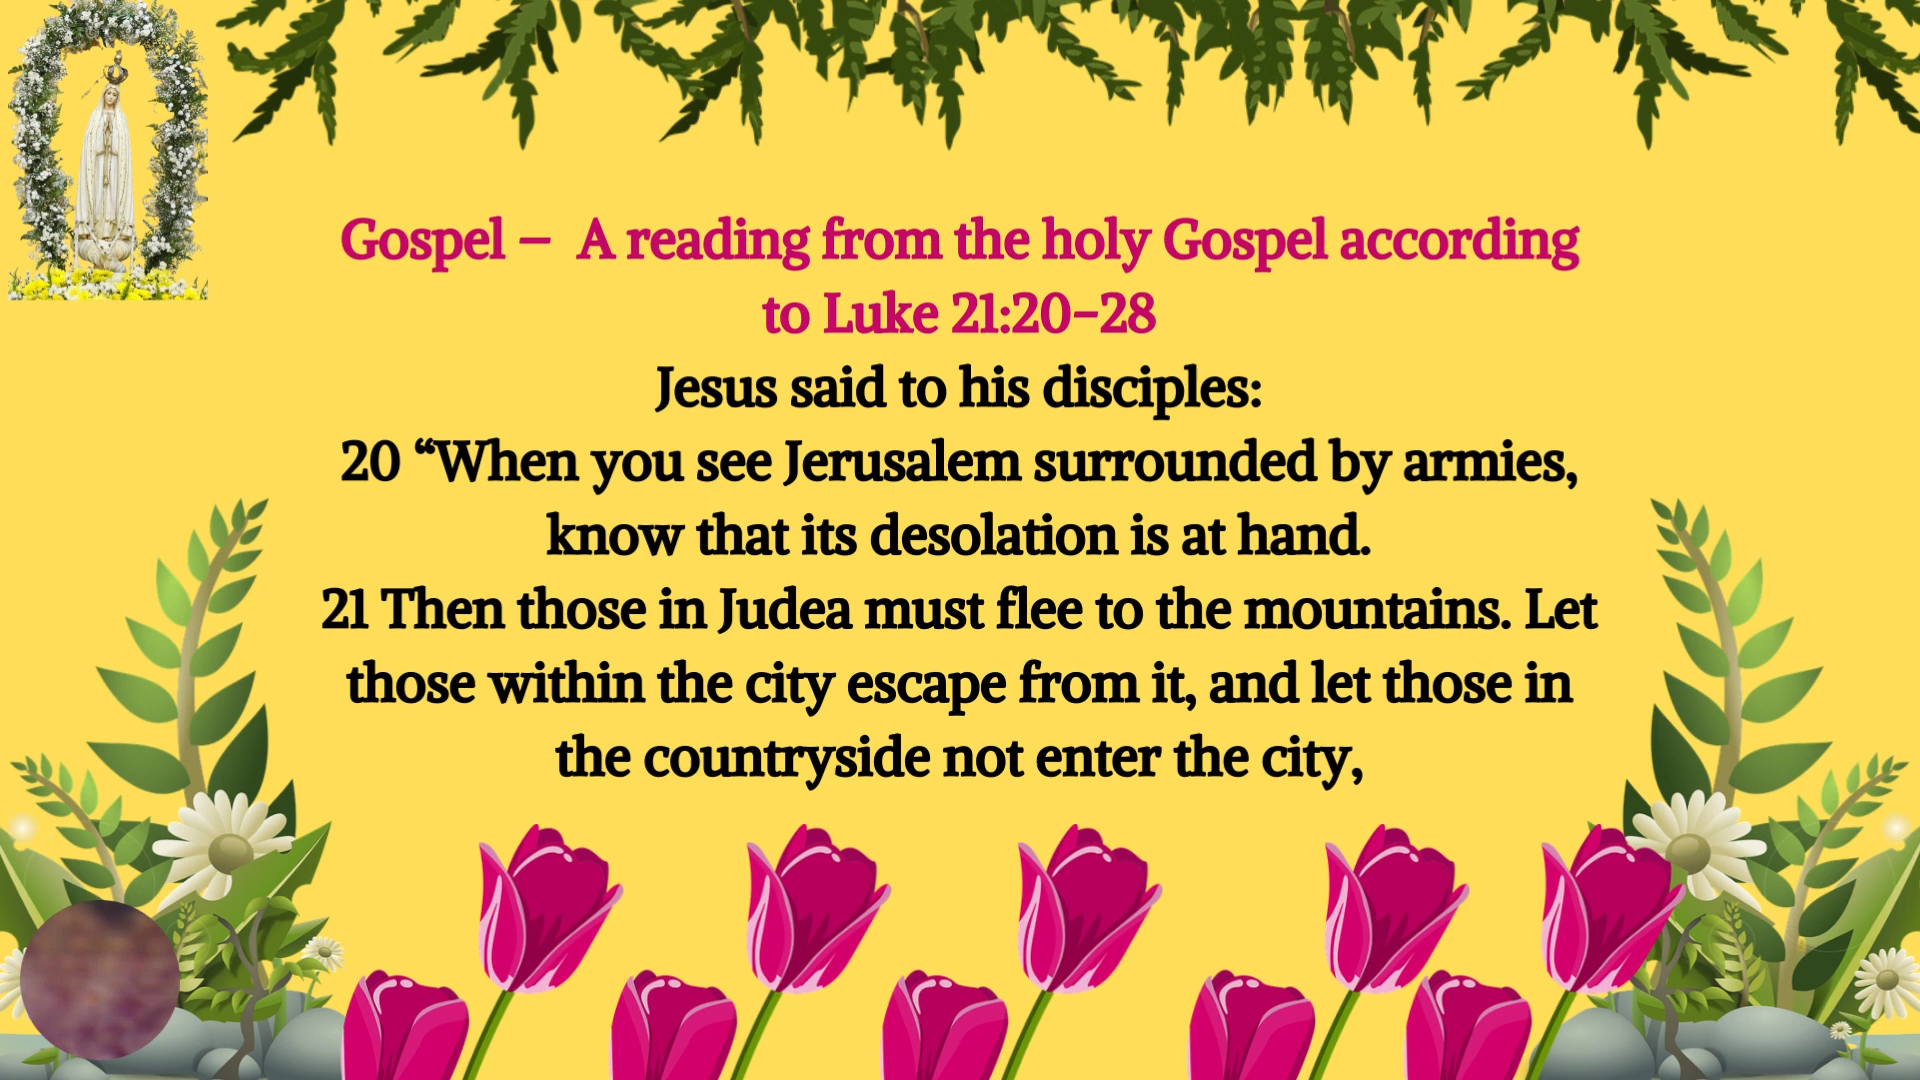 Gospel – A reading from the holy Gospel according
to Luke 21:20–28
Jesus said to his disciples:
20 “When you see Jerusalem surrounded by armies,
know that its desolation is at hand.
21 Then those in Judea must flee to the mountains. Let
those within the city escape from it, and let those in
the countryside not enter the city,